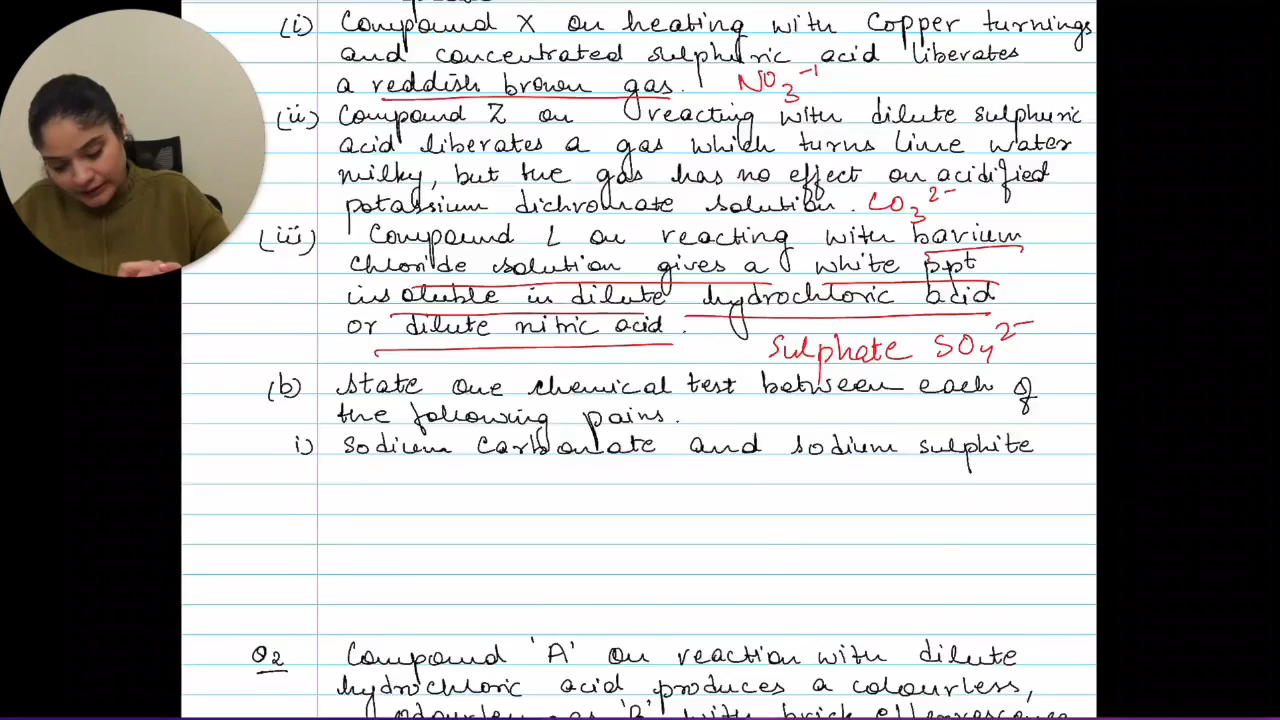 (i) Compound X on heating with Copper turnings
and concentrated sulphuric acid liberates
a reddish brown gas. NO3-1
(ii) Compound Z on reacting with dilute sulphuric
acid liberates a gas which turns lime water
milky, but the gas has no effect on acidified
potassium dichromate solution. CO3 2-
(iii) Compound L on reacting with barium
chloride solution gives a white ppt
insoluble in dilute hydrochloric acid
or dilute nitric acid.
Sulphate SO4 2-
(b) State one chemical test between each of
the following pairs.
i) Sodium carbonate and sodium sulphite
Q2 Compound 'A' on reaction with dilute
hydrochloric acid produces a colourless,